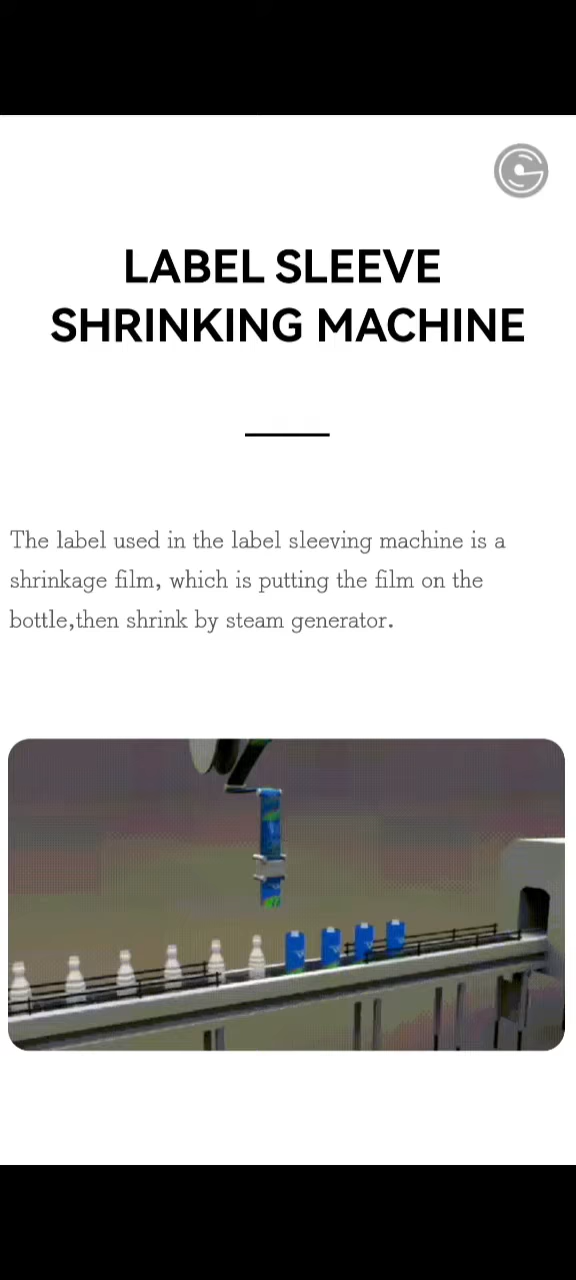 LABEL SLEEVE
SHRINKING MACHINE
The label used in the label sleeving machine is a
shrinkage film, which is putting the film on the
bottle,then shrink by steam generator.